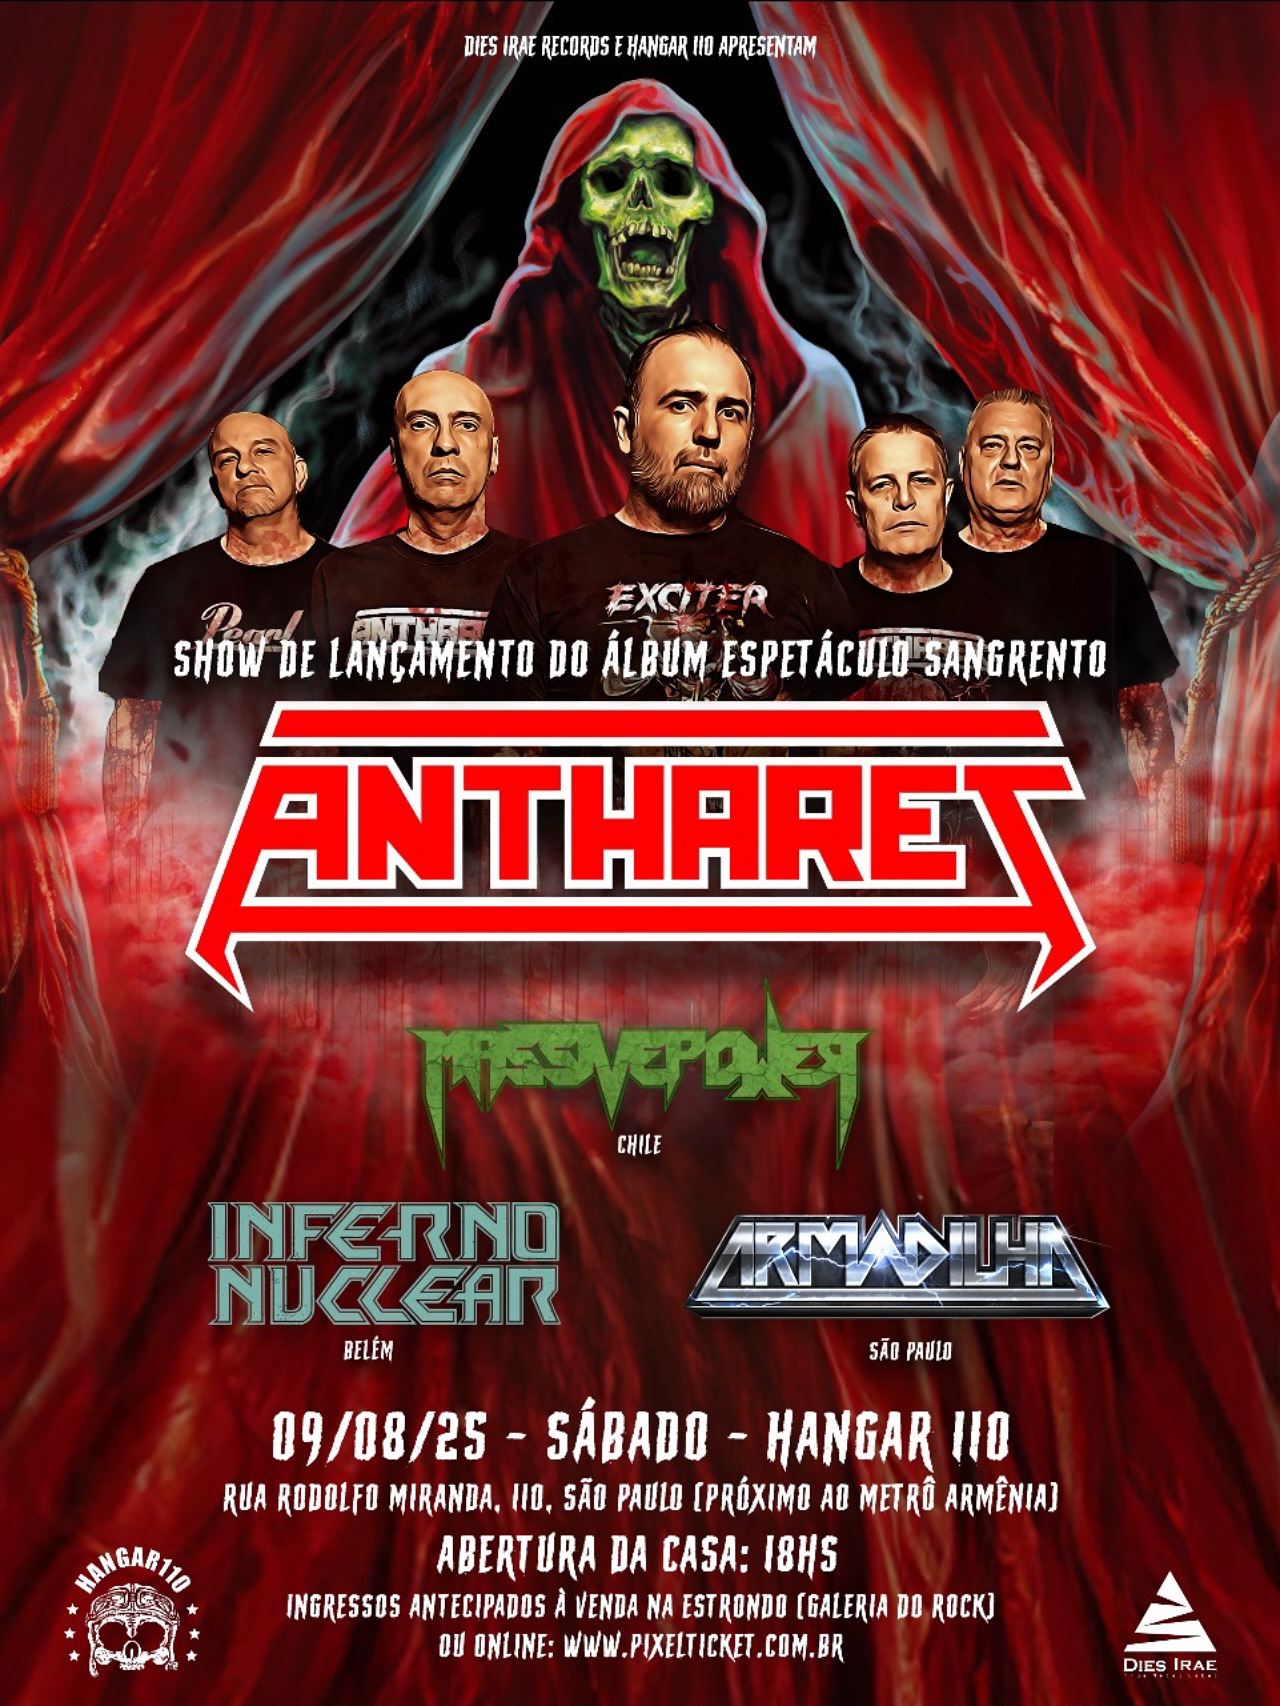 DIES IRAE RECORDS E HANGAR 110 APRESENTAM
Pearl
ANTHARES
EXCITER
SHOW DE LANÇAMENTO DO ÁLBUM ESPETÁCULO SANGRENTO
ANTHARES
MASSIVEPOWER
CHILE
INFERNO
NUCLEAR
BELÉM
ARMADILHA
SÃO PAULO
09/08/25 - SÁBADO - HANGAR 110
RUA RODOLFO MIRANDA, 110, SÃO PAULO (PRÓXIMO AO METRÔ ARMÊNIA)
ABERTURA DA CASA: 18HS
INGRESSOS ANTECIPADOS À VENDA NA ESTRONDO (GALERIA DO ROCK)
OU ONLINE: WWW.PIXELTICKET.COM.BR
HANGAR110
DIES IRAE